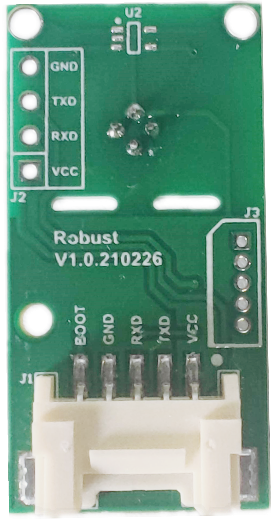 U2
GND
TXD
RXD
VCC
J2
J3
Robust
V1.0.210226
BOOT
GND
RXD
TXD
VCC
J1